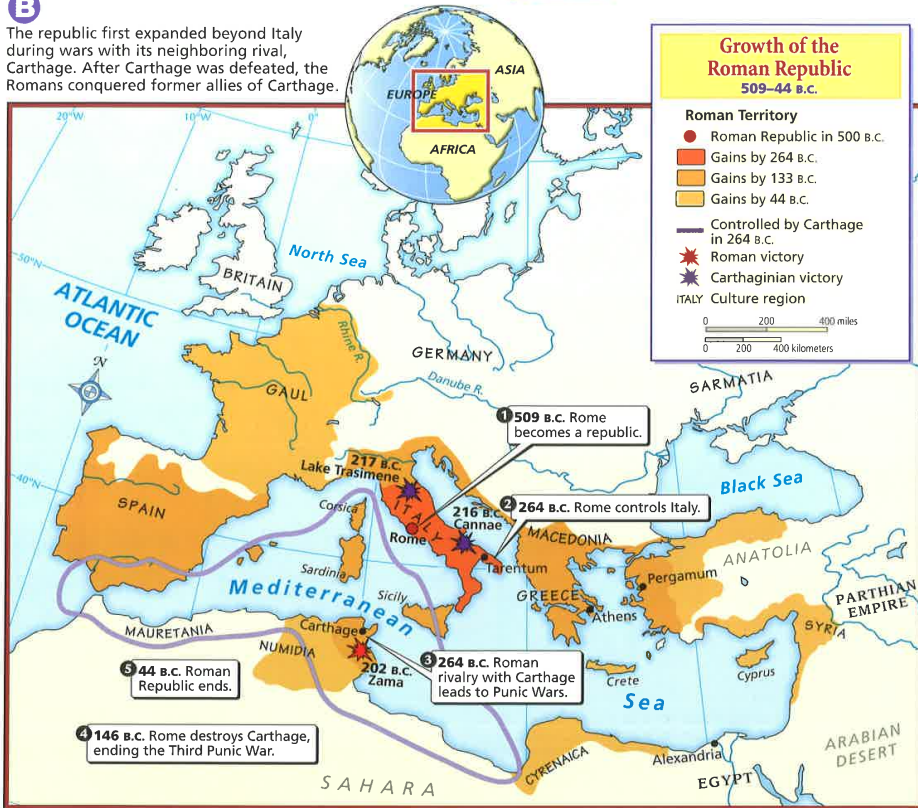 B
The republic first expanded beyond Italy
during wars with its neighboring rival,
Carthage. After Carthage was defeated, the
Romans conquered former allies of Carthage.
ASIA
EUROPE
AFRICA
Growth of the
Roman Republic
509–44 B.C.
Roman Territory
Roman Republic in 500 B.C.
Gains by 264 B.C.
Gains by 133 B.C.
Gains by 44 B.C.
Controlled by Carthage
in 264 B.C.
Roman victory
Carthaginian victory
ITALY Culture region
0 200 400 miles
0 200 400 kilometers
20°W
10°W
0°
50°N
40°N
North Sea
BRITAIN
ATLANTIC
OCEAN
N
Rhine R.
GERMANY
GAUL
Danube R.
SARMATIA
1 509 B.C. Rome
becomes a republic.
217 B.C.
Lake Trasimene
Black Sea
SPAIN
Corsica
ITALY
216 B.C.
Cannae
2 264 B.C. Rome controls Italy.
Rome
MACEDONIA
ANATOLIA
Sardinia
Tarentum
Pergamum
PARTHIAN
EMPIRE
Mediterranean
Sicily
GREECE
Athens
SYRIA
MAURETANIA
Carthage
NUMIDIA
202 B.C.
Zama
3 264 B.C. Roman
rivalry with Carthage
leads to Punic Wars.
5 44 B.C. Roman
Republic ends.
Crete
Cyprus
Sea
4 146 B.C. Rome destroys Carthage,
ending the Third Punic War.
CYRENAICA
Alexandria
ARABIAN
DESERT
EGYPT
SAHARA